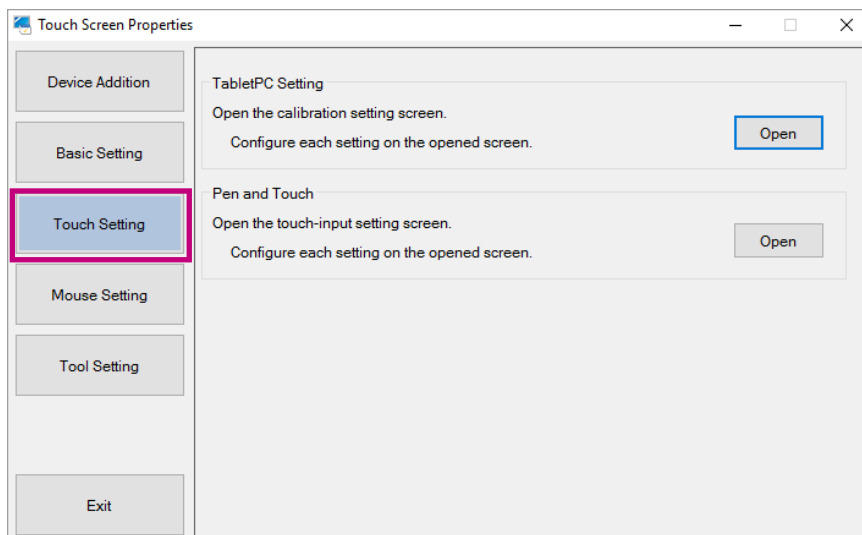 Touch Screen Properties
Device Addition
Basic Setting
Touch Setting
Mouse Setting
Tool Setting
Exit
TabletPC Setting
Open the calibration setting screen.
Configure each setting on the opened screen.
Open
Pen and Touch
Open the touch-input setting screen.
Configure each setting on the opened screen.
Open